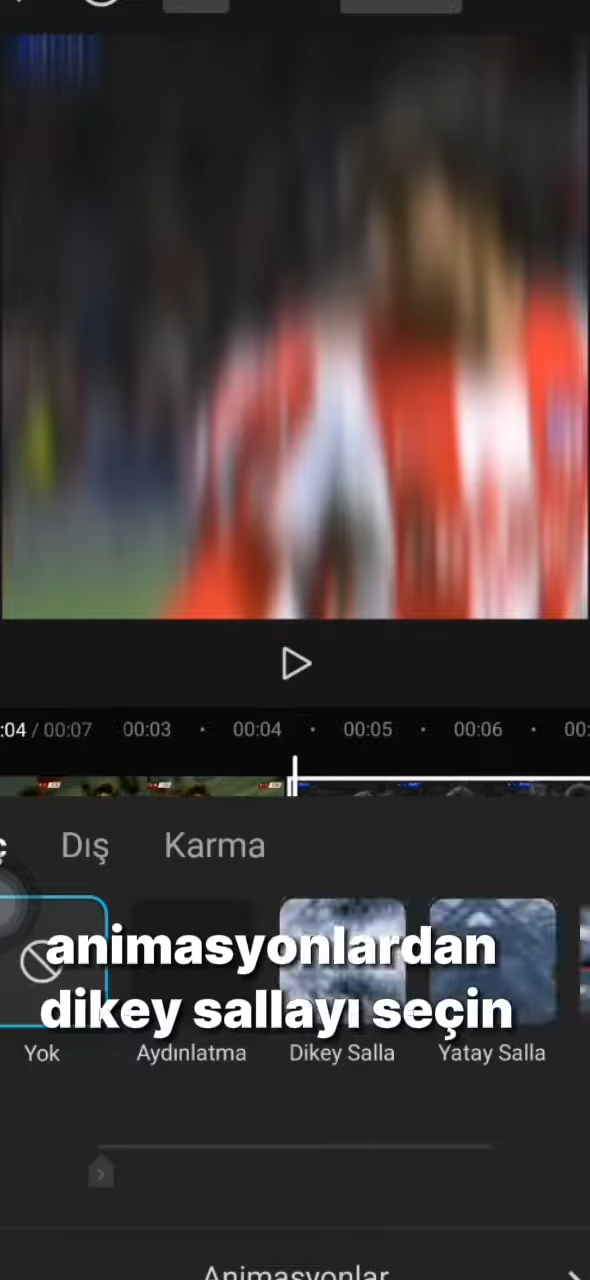 :04 / 00:07 00:03 00:04 00:05 00:06 00:
ç Dış Karma
animasyonlardan
dikey sallayı seçin
Yok Aydınlatma Dikey Salla Yatay Salla
Animasyonlar